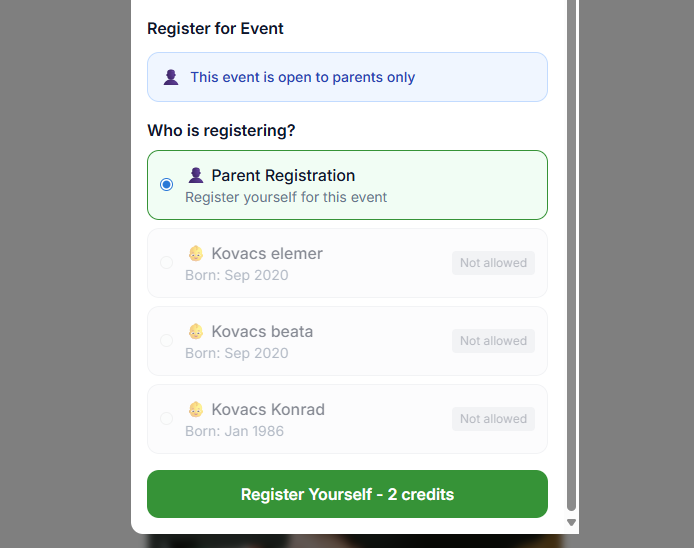 Register for Event
This event is open to parents only
Who is registering?
Parent Registration
Register yourself for this event
Kovacs elemer
Born: Sep 2020
Not allowed
Kovacs beata
Born: Sep 2020
Not allowed
Kovacs Konrad
Born: Jan 1986
Not allowed
Register Yourself - 2 credits